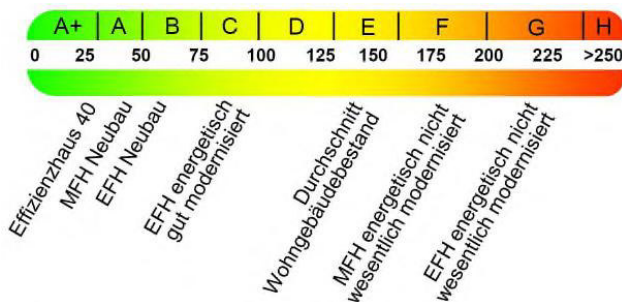 A+ A B C D E F G H
0 25 50 75 100 125 150 175 200 225 >250
Effizienzhaus 40
MFH Neubau
EFH Neubau
EFH energetisch
gut modernisiert
Durchschnitt
Wohngebäudebestand
MFH energetisch nicht
wesentlich modernisiert
EFH energetisch nicht
wesentlich modernisiert